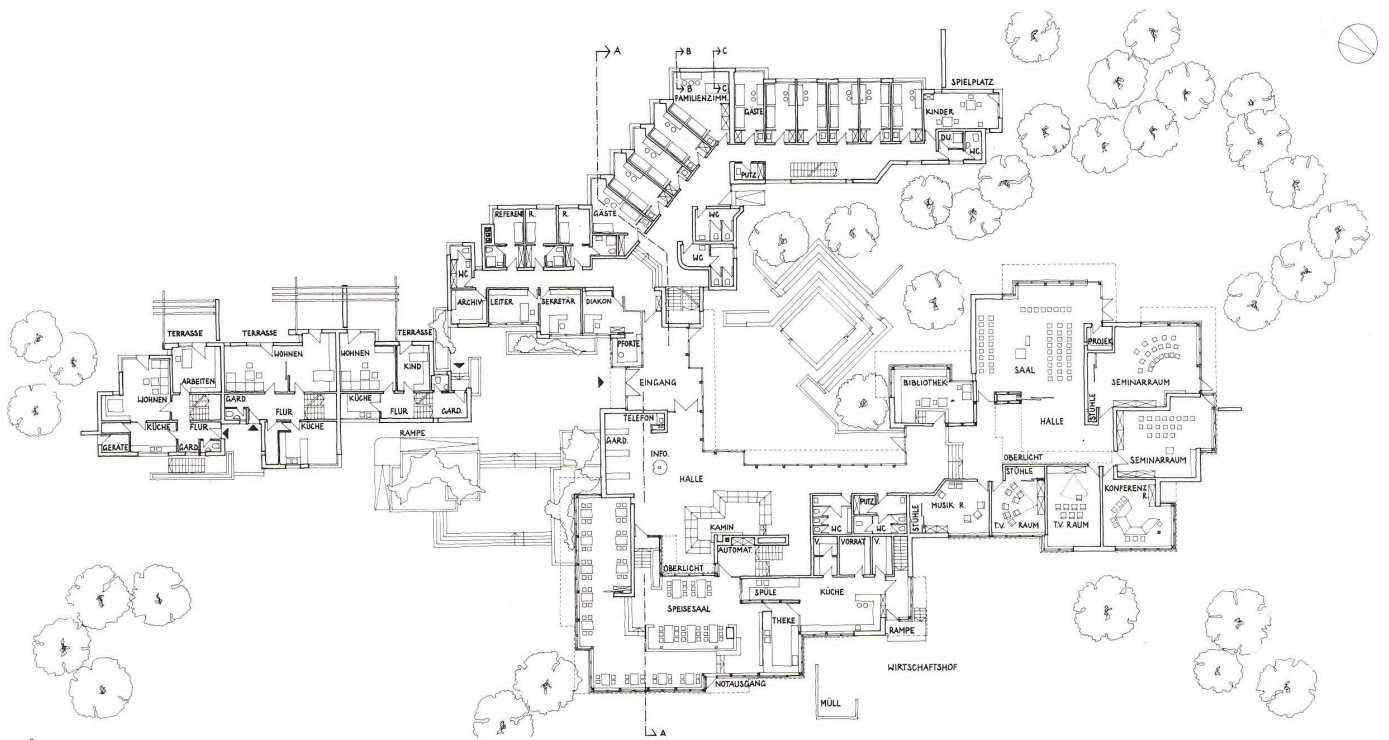 A
B
C
B
C
SPIELPLATZ
FAMILIENZIMM.
GÄSTE
KINDER
DU.
WC
PUTZ
REFERENT
R.
R.
GÄSTE
WC
WC
WC
ARCHIV
LEITER
SEKRETÄR
DIAKON
TERRASSE
TERRASSE
TERRASSE
WOHNEN
WOHNEN
PFORTE
ARBEITEN
KIND
WOHNEN
GARD.
KÜCHE
FLUR
GARD.
FLUR
KÜCHE
FLUR
KÜCHE
GERÄTE
GARD.
RAMPE
EINGANG
TELEFON
GARD.
INFO.
HALLE
KAMIN
AUTOMAT.
OBERLICHT
SPEISESAAL
SPÜLE
THEKE
KÜCHE
NOTAUSGANG
V.
VORRAT
V.
WC
PUTZ
WC
STÜHLE
MUSIK R.
BIBLIOTHEK
SAAL
PROJEK.
SEMINARRAUM
STÜHLE
HALLE
SEMINARRAUM
OBERLICHT
STÜHLE
T.V. RAUM
T.V. RAUM
KONFERENZ
R.
RAMPE
WIRTSCHAFTSHOF
MÜLL
A